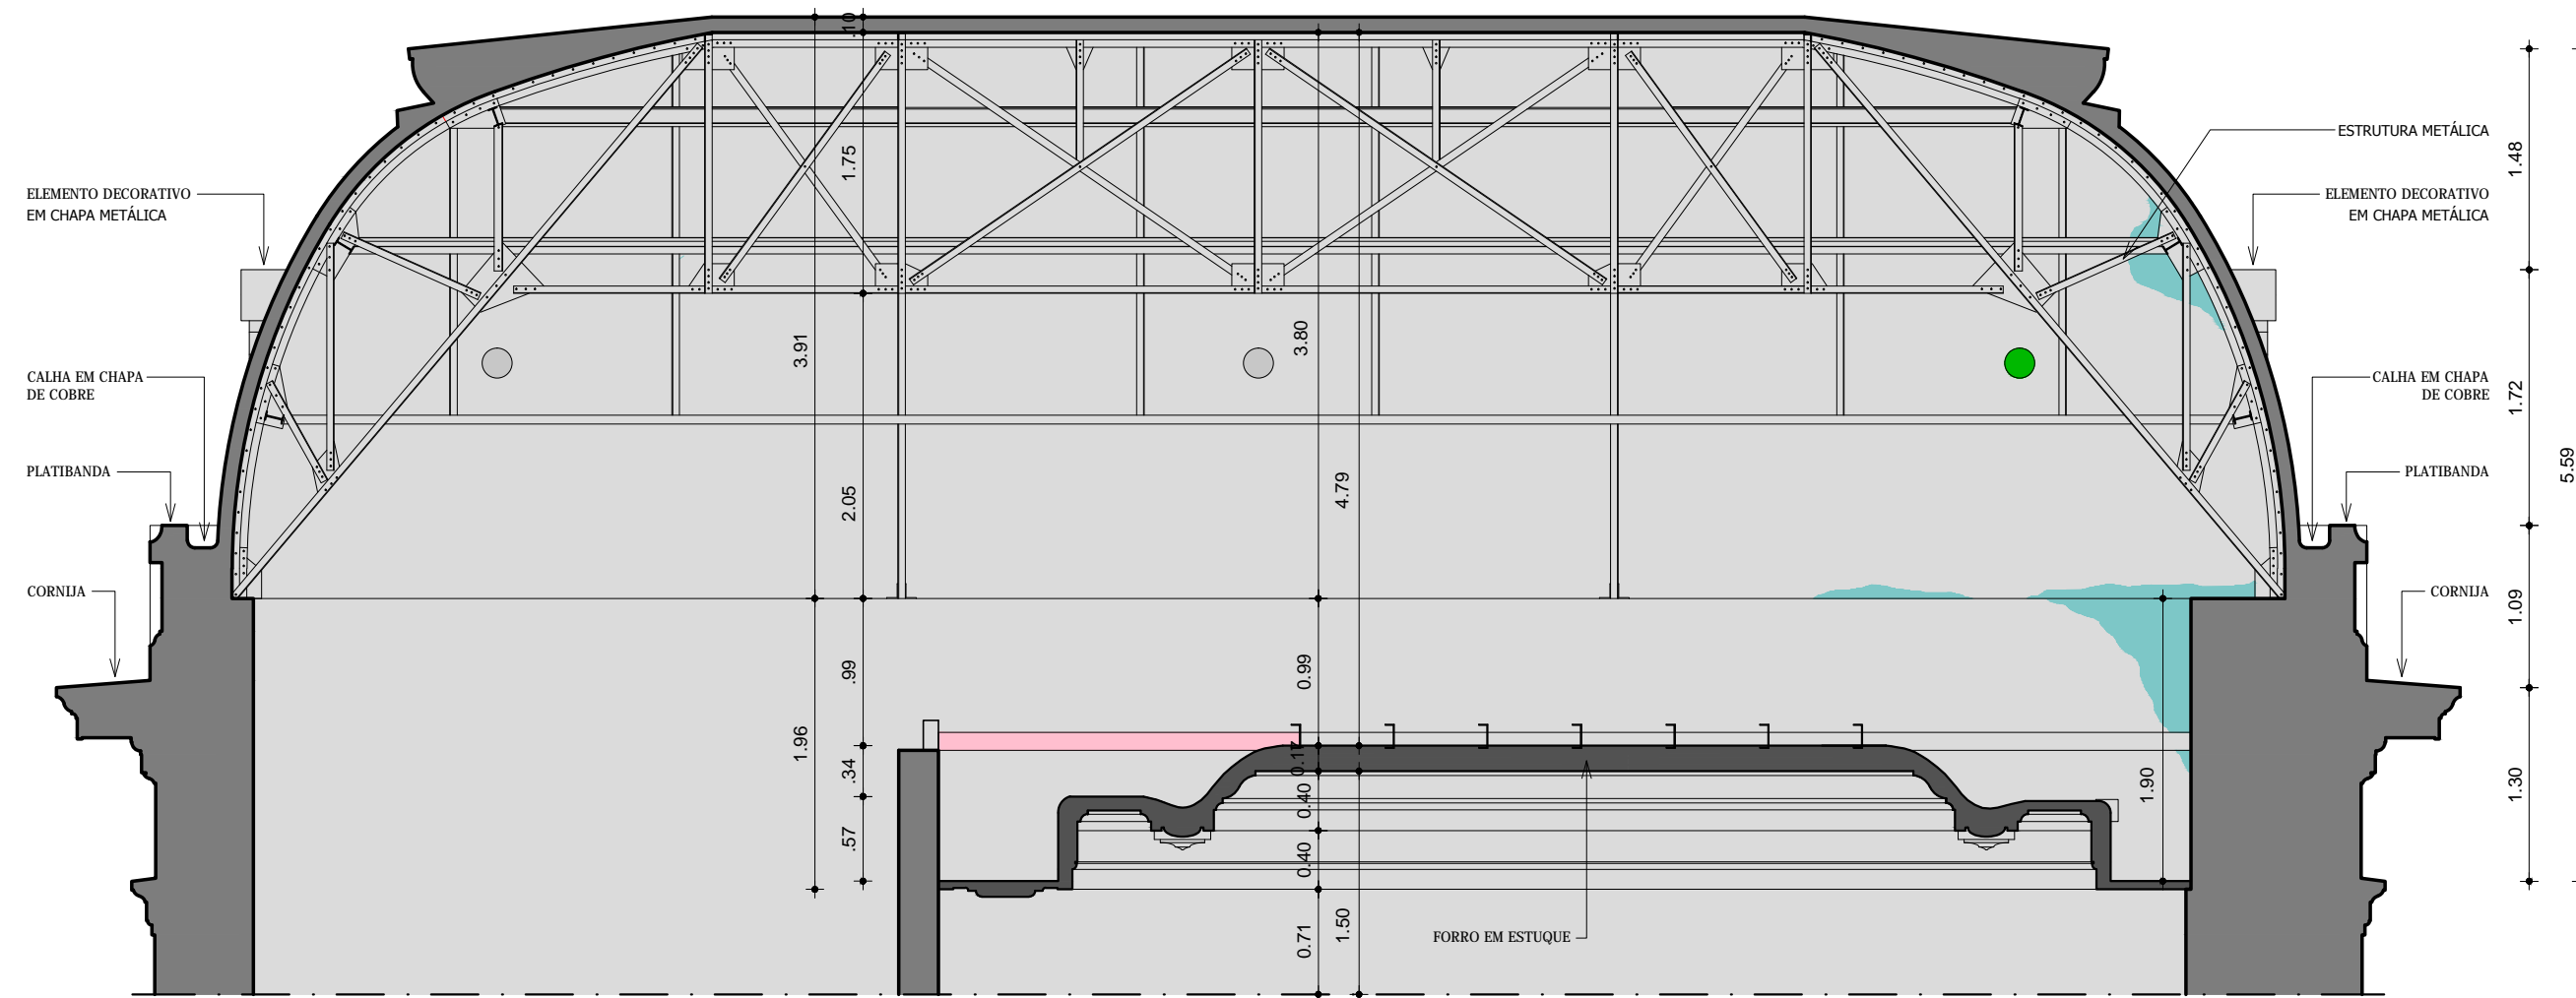 .10
1.75
ESTRUTURA METÁLICA
1.48
ELEMENTO DECORATIVO
EM CHAPA METÁLICA
ELEMENTO DECORATIVO
EM CHAPA METÁLICA
3.91
3.80
CALHA EM CHAPA
DE COBRE
CALHA EM CHAPA
DE COBRE
1.72
PLATIBANDA
PLATIBANDA
5.59
2.05
4.79
CORNIJA
CORNIJA
1.09
.99
0.99
1.96
.34
0.40
1.90
1.30
.57
0.40
0.71
1.50
FORRO EM ESTUQUE